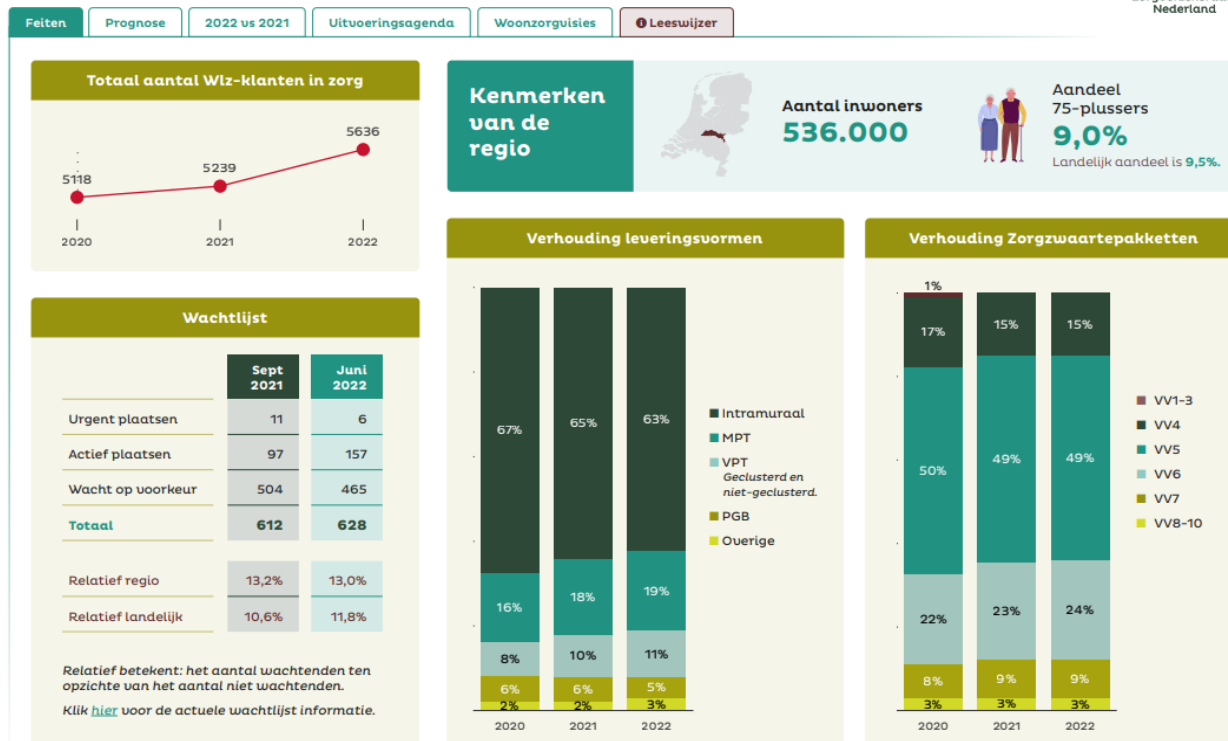 Nederland
Feiten
Prognose
2022 vs 2021
Uitvoeringsagenda
Woonzorgvisies
Leeswijzer
Totaal aantal Wlz-klanten in zorg
5118
5239
5636
2020
2021
2022
Kenmerken
van de
regio
Aantal inwoners
536.000
Aandeel
75-plussers
9,0%
Landelijk aandeel is 9,5%.
Wachtlijst
Sept
2021
Juni
2022
Urgent plaatsen 11 6
Actief plaatsen 97 157
Wacht op voorkeur 504 465
Totaal 612 628
Relatief regio 13,2% 13,0%
Relatief landelijk 10,6% 11,8%
Relatief betekent: het aantal wachtenden ten
opzichte van het aantal niet wachtenden.
Klik hier voor de actuele wachtlijst informatie.
Verhouding leveringsvormen
67% 65% 63%
16% 18% 19%
8% 10% 11%
6% 6% 5%
2% 2% 3%
2020 2021 2022
Intramuraal
MPT
VPT
Geclusterd en
niet-geclusterd.
PGB
Overige
Verhouding Zorgzwaartepakketten
1%
17% 15% 15%
50% 49% 49%
22% 23% 24%
8% 9% 9%
3% 3% 3%
2020 2021 2022
VV1-3
VV4
VV5
VV6
VV7
VV8-10